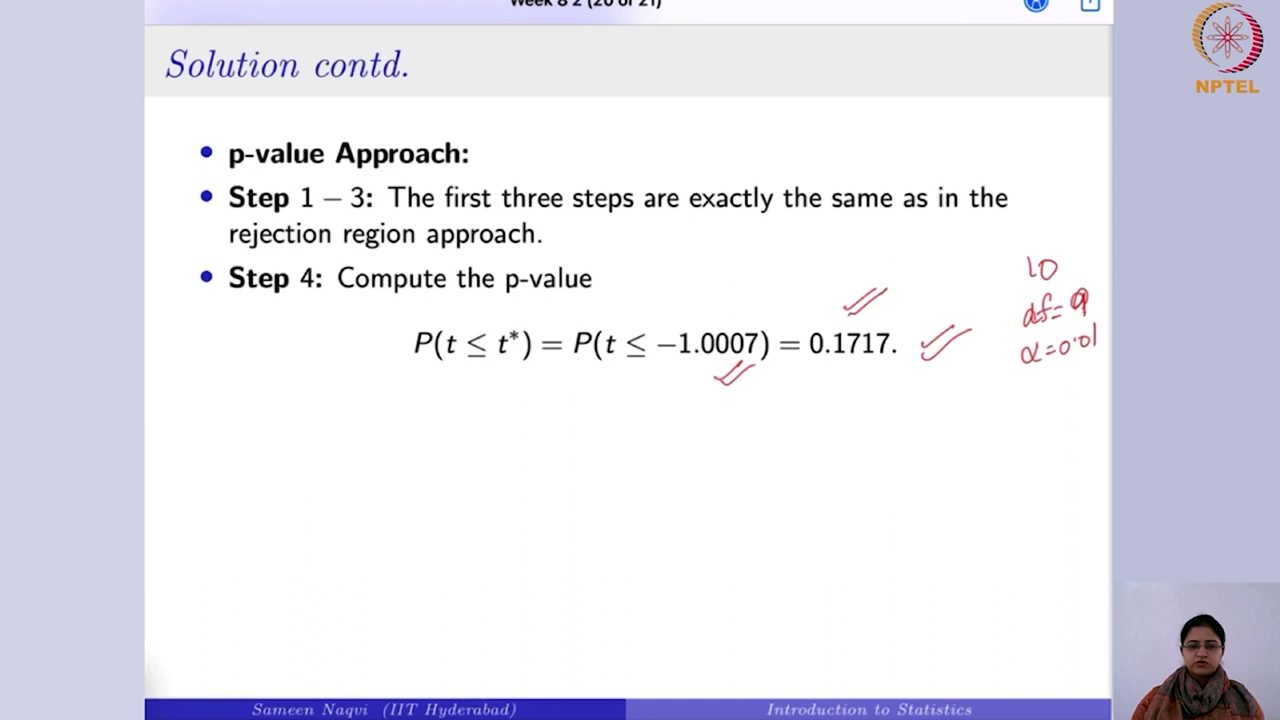 Week 8 2 (20 of 21)
NPTEL
Solution contd.
• p-value Approach:
• Step 1 − 3: The first three steps are exactly the same as in the
rejection region approach.
• Step 4: Compute the p-value
P(t ≤ t*) = P(t ≤ −1.0007) = 0.1717.
10
df = 9
α = 0.01
Sameen Naqvi (IIT Hyderabad)
Introduction to Statistics